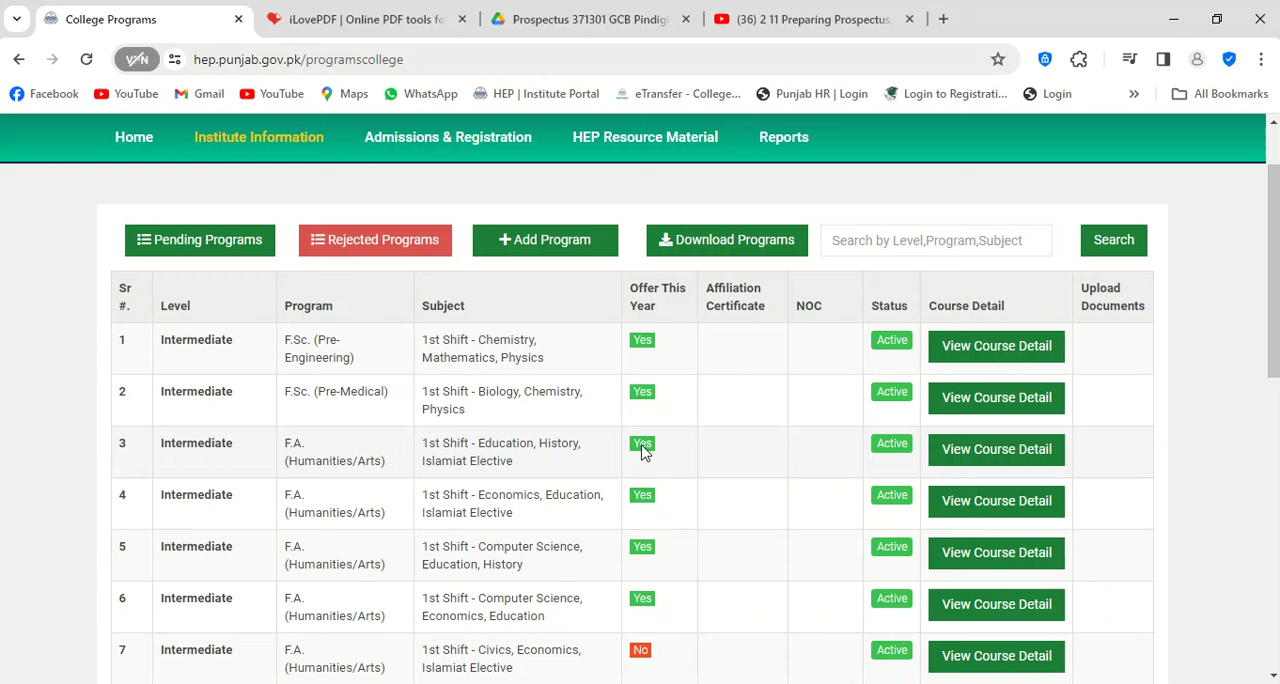 College Programs
iLovePDF | Online PDF tools fo
Prospectus 371301 GCB Pindig
(36) 2 11 Preparing Prospectus,
VPN
hep.punjab.gov.pk/programscollege
Facebook
YouTube
Gmail
YouTube
Maps
WhatsApp
HEP | Institute Portal
eTransfer - College...
Punjab HR | Login
Login to Registrati...
Login
All Bookmarks
Home
Institute Information
Admissions & Registration
HEP Resource Material
Reports
Pending Programs
Rejected Programs
Add Program
Download Programs
Search by Level,Program,Subject
Search
Sr
#.
Level
Program
Subject
Offer This
Year
Affiliation
Certificate
NOC
Status
Course Detail
Upload
Documents
1
Intermediate
F.Sc. (Pre-
Engineering)
1st Shift - Chemistry,
Mathematics, Physics
Yes
Active
View Course Detail
2
Intermediate
F.Sc. (Pre-Medical)
1st Shift - Biology, Chemistry,
Physics
Yes
Active
View Course Detail
3
Intermediate
F.A.
(Humanities/Arts)
1st Shift - Education, History,
Islamiat Elective
Yes
Active
View Course Detail
4
Intermediate
F.A.
(Humanities/Arts)
1st Shift - Economics, Education,
Islamiat Elective
Yes
Active
View Course Detail
5
Intermediate
F.A.
(Humanities/Arts)
1st Shift - Computer Science,
Education, History
Yes
Active
View Course Detail
6
Intermediate
F.A.
(Humanities/Arts)
1st Shift - Computer Science,
Economics, Education
Yes
Active
View Course Detail
7
Intermediate
F.A.
(Humanities/Arts)
1st Shift - Civics, Economics,
Islamiat Elective
No
Active
View Course Detail